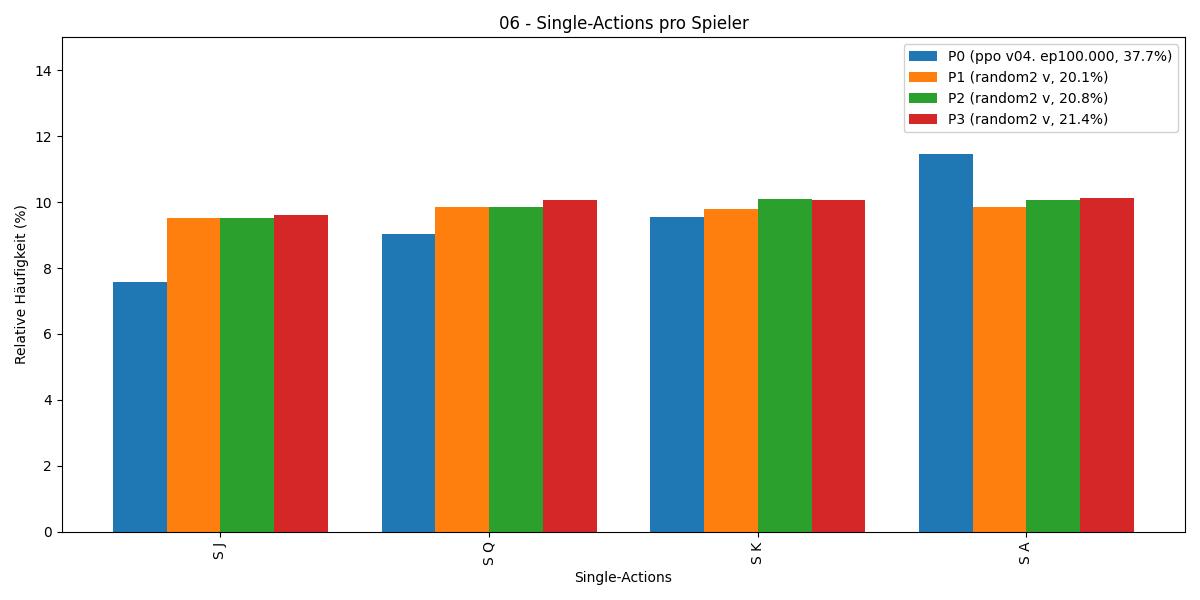 06 - Single-Actions pro Spieler
P0 (ppo v04. ep100.000, 37.7%)
P1 (random2 v, 20.1%)
P2 (random2 v, 20.8%)
P3 (random2 v, 21.4%)
Relative Häufigkeit (%)
14
12
10
8
6
4
2
0
S J
S Q
S K
S A
Single-Actions